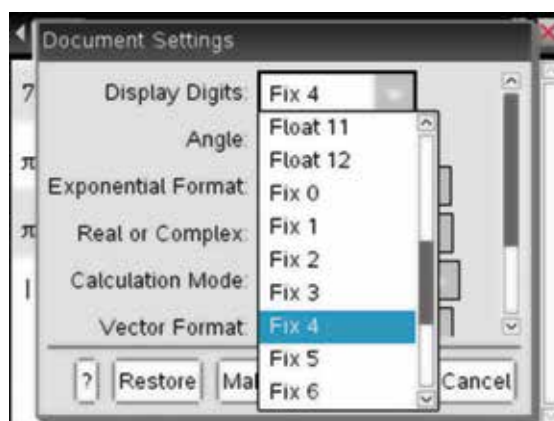 Document Settings
7
Display Digits: Fix 4
Float 11
Angle:
π
Float 12
Exponential Format:
Fix 0
Fix 1
π
Real or Complex:
Fix 2
Calculation Mode:
Fix 3
Vector Format:
Fix 4
Fix 5
? Restore
Cancel
Fix 6